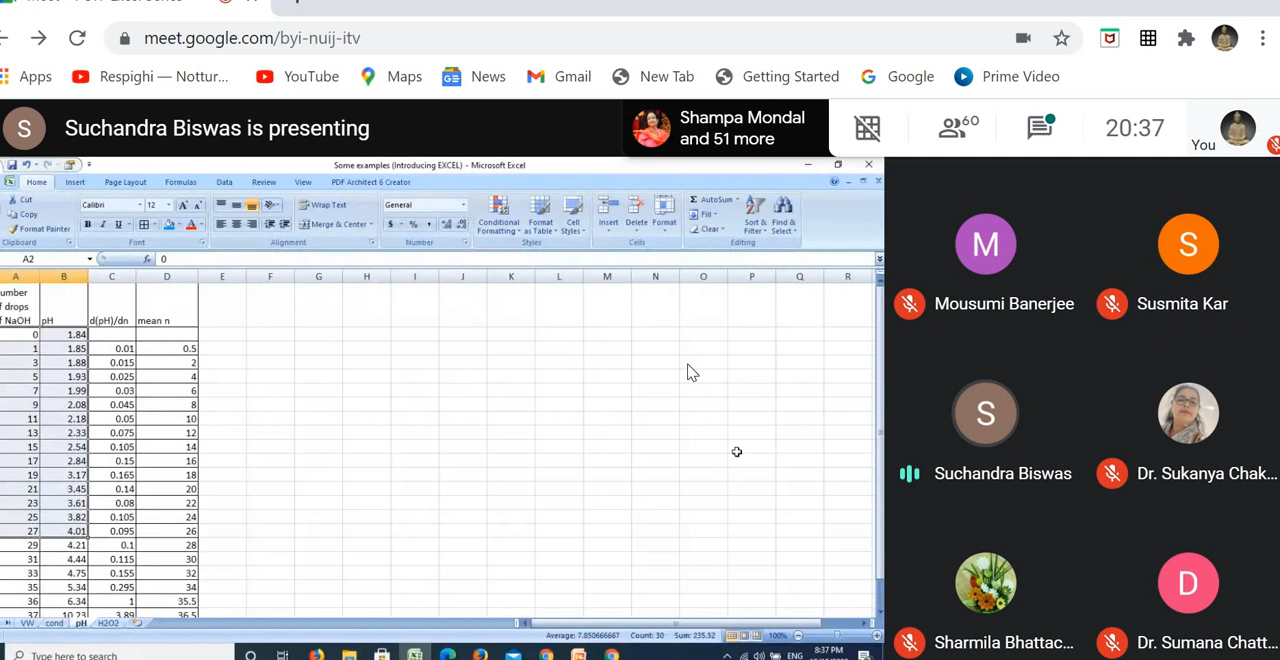 meet.google.com/byi-nuij-itv
Apps Respighi — Nottur... YouTube Maps News Gmail New Tab Getting Started Google Prime Video
S Suchandra Biswas is presenting
Shampa Mondal
and 51 more
60
20:37
You
Some examples (Introducing EXCEL) - Microsoft Excel
Home Insert Page Layout Formulas Data Review View PDF Architect 6 Creator
Cut
Copy
Format Painter
Clipboard
Calibri 12
B I U
Font
Wrap Text
Merge & Center
Alignment
General
$ % ,
Number
Conditional Formatting
Format as Table
Cell Styles
Styles
Insert Delete Format
Cells
AutoSum
Fill
Clear
Sort & Filter
Find & Select
Editing
A2 fx 0
A B C D E F G H I J K L M N O P Q R
umber
f drops
f NaOH pH d(pH)/dn mean n
0 1.84
1 1.85 0.01 0.5
3 1.88 0.015 2
5 1.93 0.025 4
7 1.99 0.03 6
9 2.08 0.045 8
11 2.18 0.05 10
13 2.33 0.075 12
15 2.54 0.105 14
17 2.84 0.15 16
19 3.17 0.165 18
21 3.45 0.14 20
23 3.61 0.08 22
25 3.82 0.105 24
27 4.01 0.095 26
29 4.21 0.1 28
31 4.44 0.115 30
33 4.75 0.155 32
35 5.34 0.295 34
36 6.34 1 35.5
37 10.23 3.89 36.5
VW cond pH H2O2
Average: 7.850666667 Count: 30 Sum: 235.52 100%
Type here to search
ENG
8:37 PM
M
Mousumi Banerjee
S
Susmita Kar
S
Suchandra Biswas
Dr. Sukanya Chak...
Sharmila Bhattac...
D
Dr. Sumana Chatt...